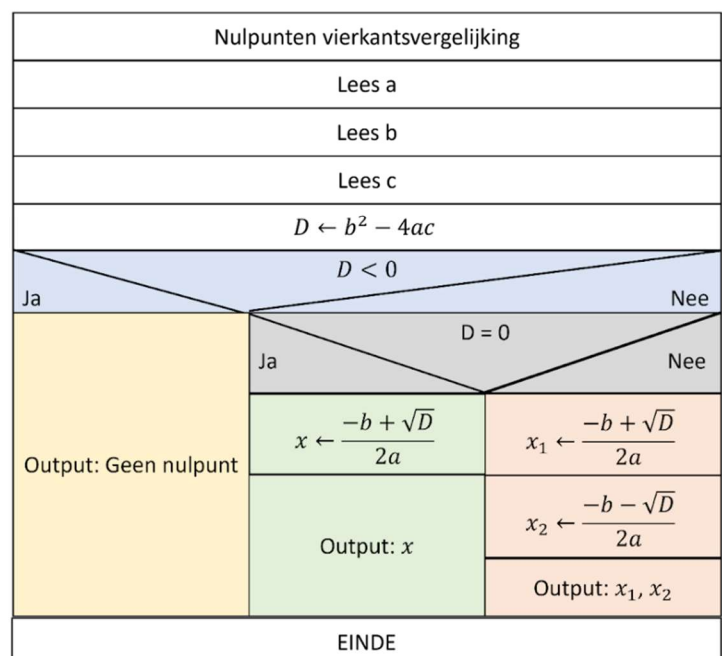 Nulpunten vierkantsvergelijking
Lees a
Lees b
Lees c
D ← b² − 4ac
D < 0
Ja
Nee
D = 0
Ja
Nee
Output: Geen nulpunt
x ← (−b + √D) / 2a
Output: x
x₁ ← (−b + √D) / 2a
x₂ ← (−b − √D) / 2a
Output: x₁, x₂
EINDE